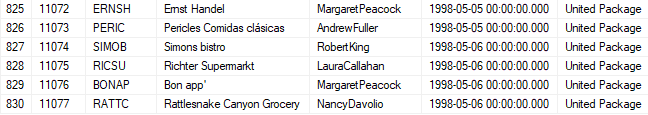 825 11072 ERNSH Ernst Handel MargaretPeacock 1998-05-05 00:00:00.000 United Package
826 11073 PERIC Pericles Comidas clásicas AndrewFuller 1998-05-05 00:00:00.000 United Package
827 11074 SIMOB Simons bistro RobertKing 1998-05-06 00:00:00.000 United Package
828 11075 RICSU Richter Supermarkt LauraCallahan 1998-05-06 00:00:00.000 United Package
829 11076 BONAP Bon app' MargaretPeacock 1998-05-06 00:00:00.000 United Package
830 11077 RATTC Rattlesnake Canyon Grocery NancyDavolio 1998-05-06 00:00:00.000 United Package